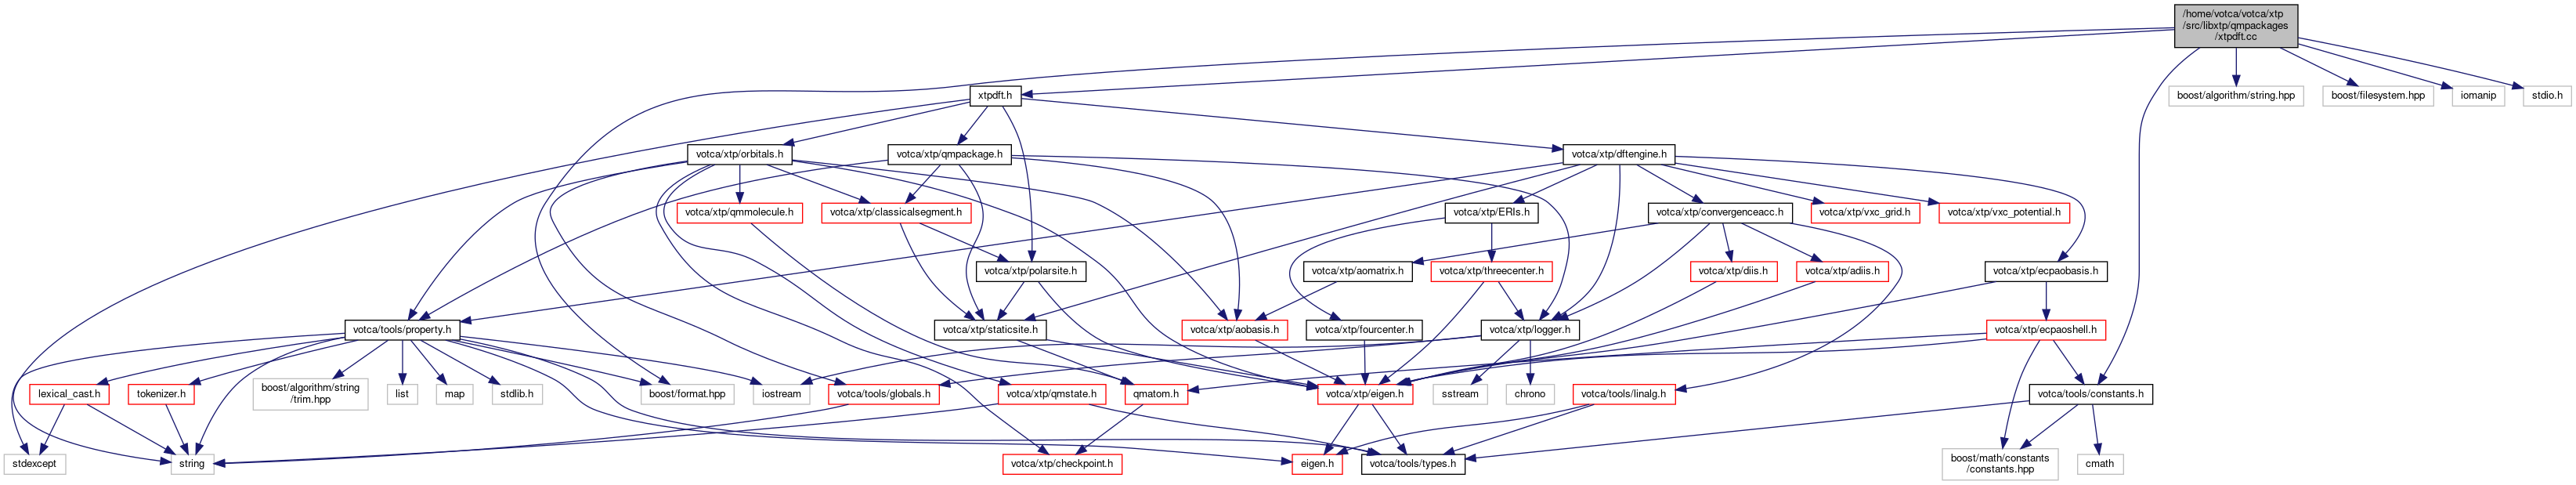 /home/votca/votca/xtp
/src/libxtp/qmpackages
/xtpdft.cc
xtpdft.h
boost/algorithm/string.hpp
boost/filesystem.hpp
iomanip
stdio.h
votca/xtp/orbitals.h
votca/xtp/qmpackage.h
votca/xtp/dftengine.h
votca/xtp/qmmolecule.h
votca/xtp/classicalsegment.h
votca/xtp/ERIs.h
votca/xtp/convergenceacc.h
votca/xtp/vxc_grid.h
votca/xtp/vxc_potential.h
votca/xtp/polarsite.h
votca/xtp/aomatrix.h
votca/xtp/threecenter.h
votca/xtp/diis.h
votca/xtp/adiis.h
votca/xtp/ecpaobasis.h
votca/tools/property.h
votca/xtp/staticsite.h
votca/xtp/aobasis.h
votca/xtp/fourcenter.h
votca/xtp/logger.h
votca/xtp/ecpaoshell.h
lexical_cast.h
tokenizer.h
boost/algorithm/string
/trim.hpp
list
map
stdlib.h
boost/format.hpp
iostream
votca/tools/globals.h
votca/xtp/qmstate.h
qmatom.h
votca/xtp/eigen.h
sstream
chrono
votca/tools/linalg.h
votca/tools/constants.h
stdexcept
string
votca/xtp/checkpoint.h
eigen.h
votca/tools/types.h
boost/math/constants
/constants.hpp
cmath